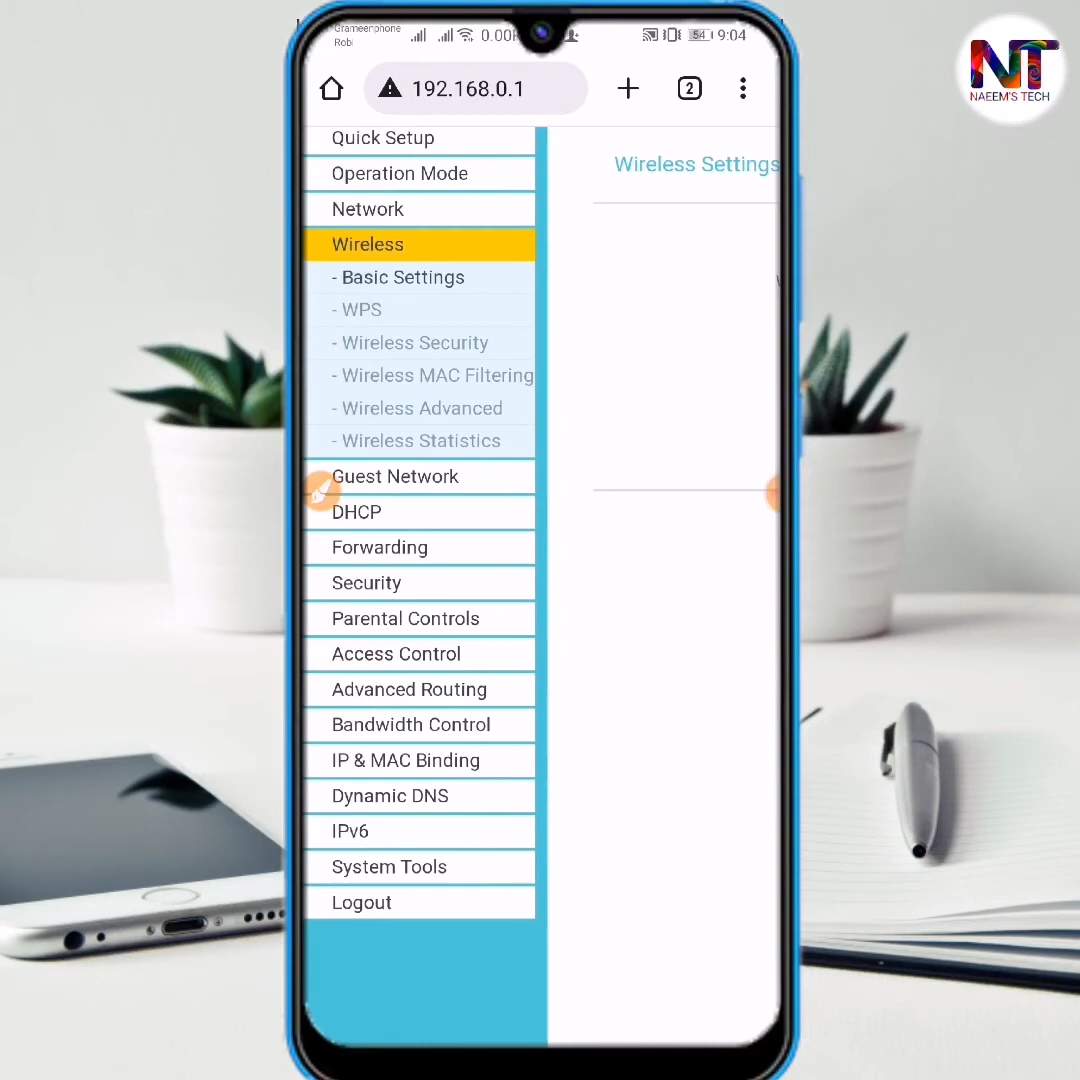 Grameenphone
Robi
0.00
54
9:04
192.168.0.1
2
Quick Setup
Operation Mode
Network
Wireless
- Basic Settings
- WPS
- Wireless Security
- Wireless MAC Filtering
- Wireless Advanced
- Wireless Statistics
Guest Network
DHCP
Forwarding
Security
Parental Controls
Access Control
Advanced Routing
Bandwidth Control
IP & MAC Binding
Dynamic DNS
IPv6
System Tools
Logout
Wireless Settings
NT
NAEEM'S TECH